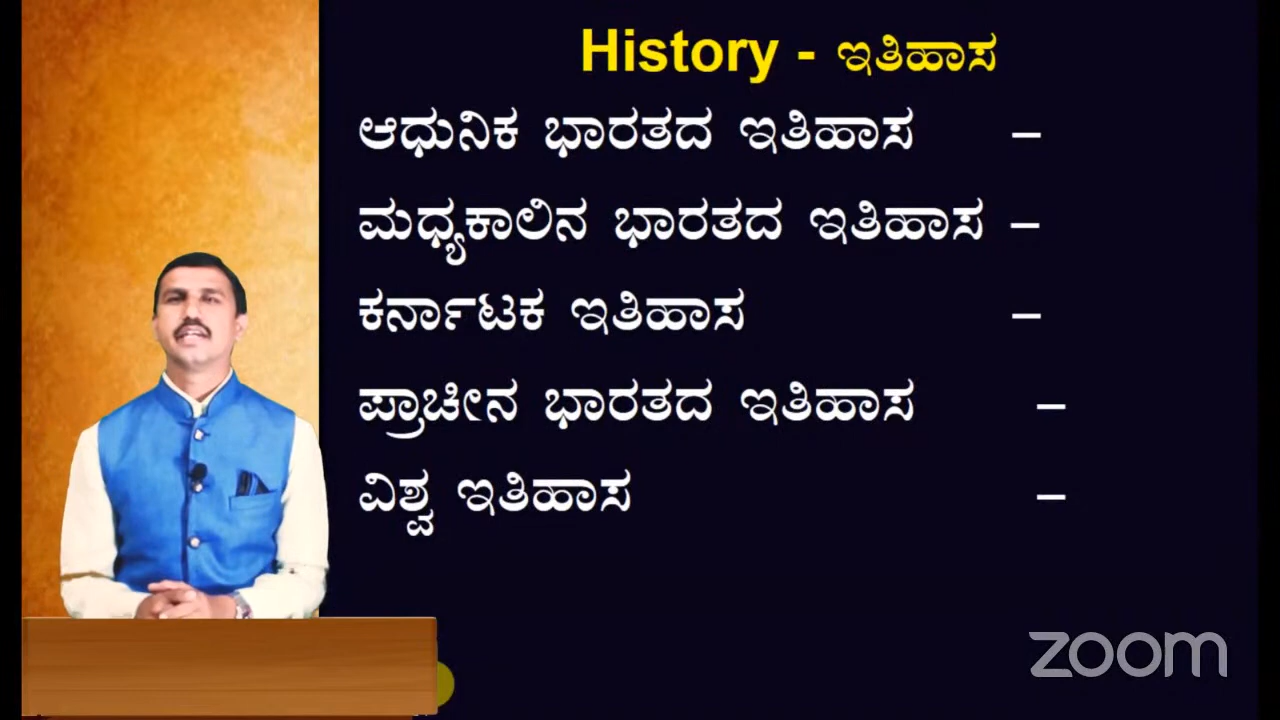 History - ಇತಿಹಾಸ
ಆಧುನಿಕ ಭಾರತದ ಇತಿಹಾಸ –
ಮಧ್ಯಕಾಲಿನ ಭಾರತದ ಇತಿಹಾಸ –
ಕರ್ನಾಟಕ ಇತಿಹಾಸ –
ಪ್ರಾಚೀನ ಭಾರತದ ಇತಿಹಾಸ –
ವಿಶ್ವ ಇತಿಹಾಸ –
zoom